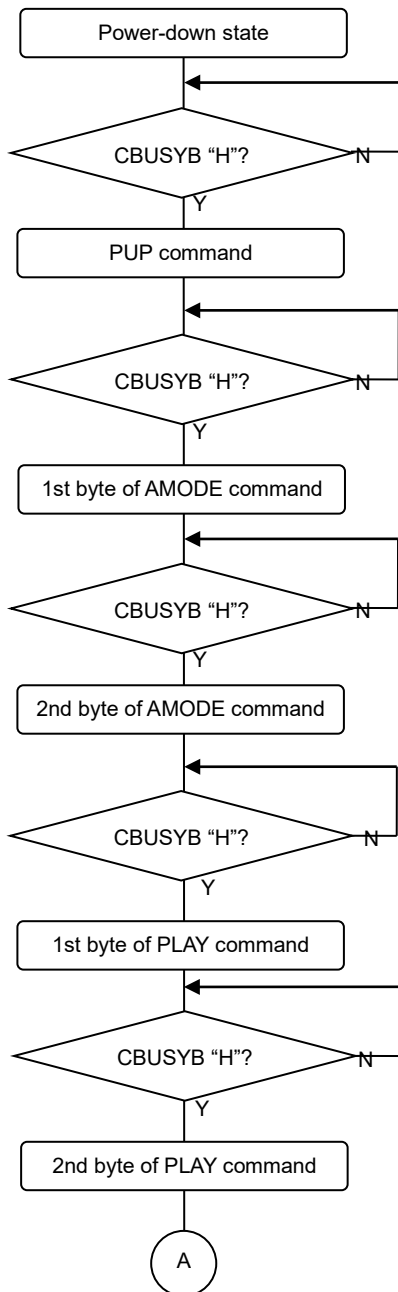 Power-down state
CBUSYB “H”?
N
Y
PUP command
CBUSYB “H”?
N
Y
1st byte of AMODE command
CBUSYB “H”?
N
Y
2nd byte of AMODE command
CBUSYB “H”?
N
Y
1st byte of PLAY command
CBUSYB “H”?
N
Y
2nd byte of PLAY command
A